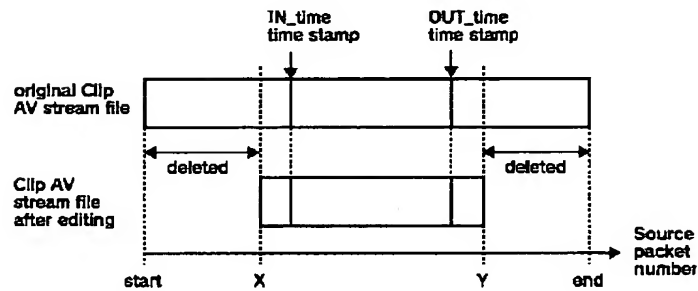 IN_time
time stamp
OUT_time
time stamp
original Clip
AV stream file
deleted
deleted
Clip AV
stream file
after editing
Source
packet
number
start
X
Y
end